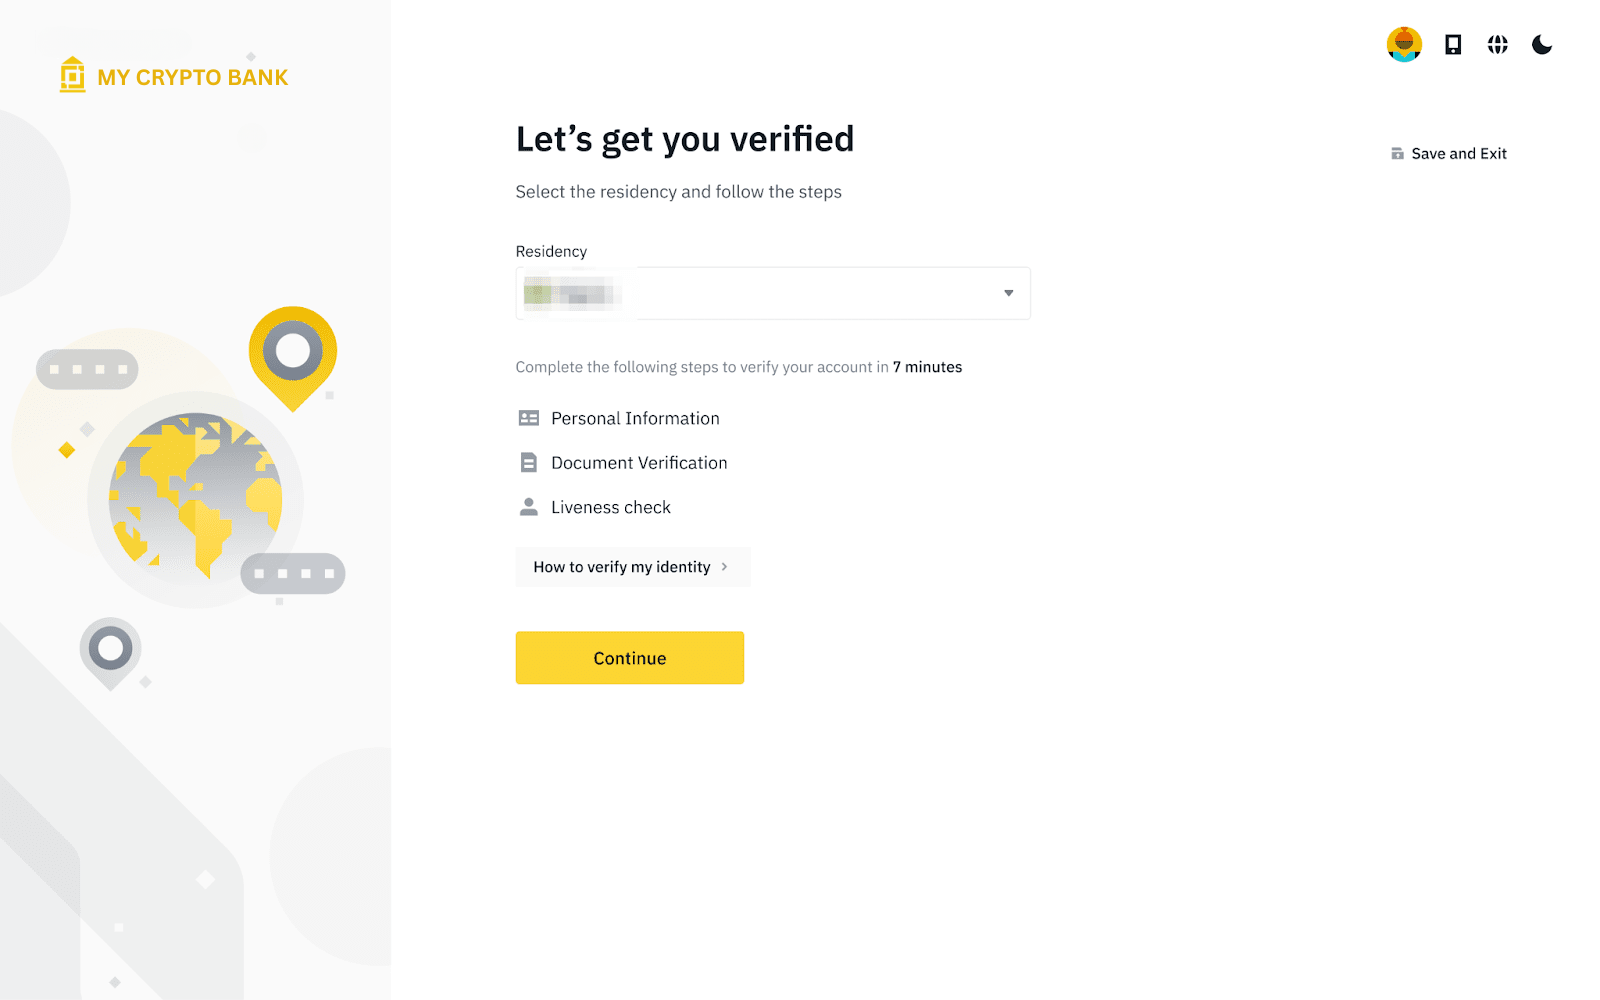 MY CRYPTO BANK
Let’s get you verified
Save and Exit
Select the residency and follow the steps
Residency
Complete the following steps to verify your account in 7 minutes
Personal Information
Document Verification
Liveness check
How to verify my identity
Continue